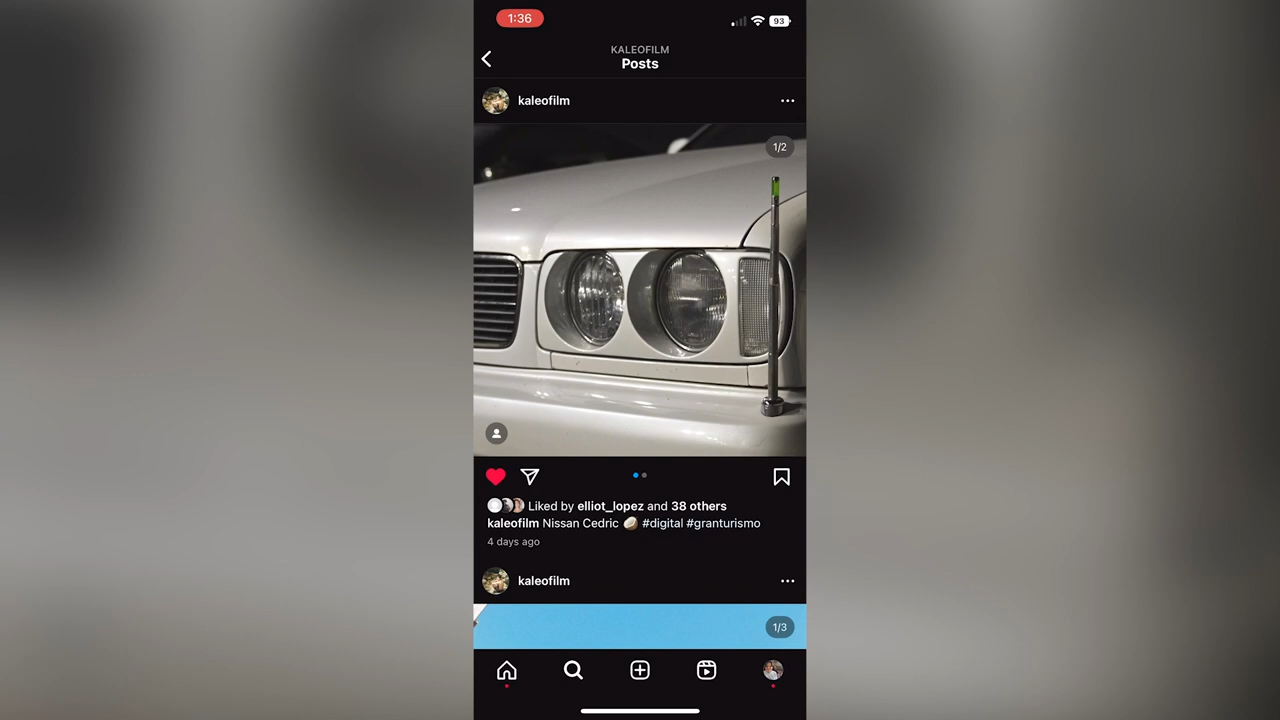 1:36
93
KALEOFILM
Posts
kaleofilm
1/2
Liked by elliot_lopez and 38 others
kaleofilm Nissan Cedric 🥥 #digital #granturismo
4 days ago
kaleofilm
1/3